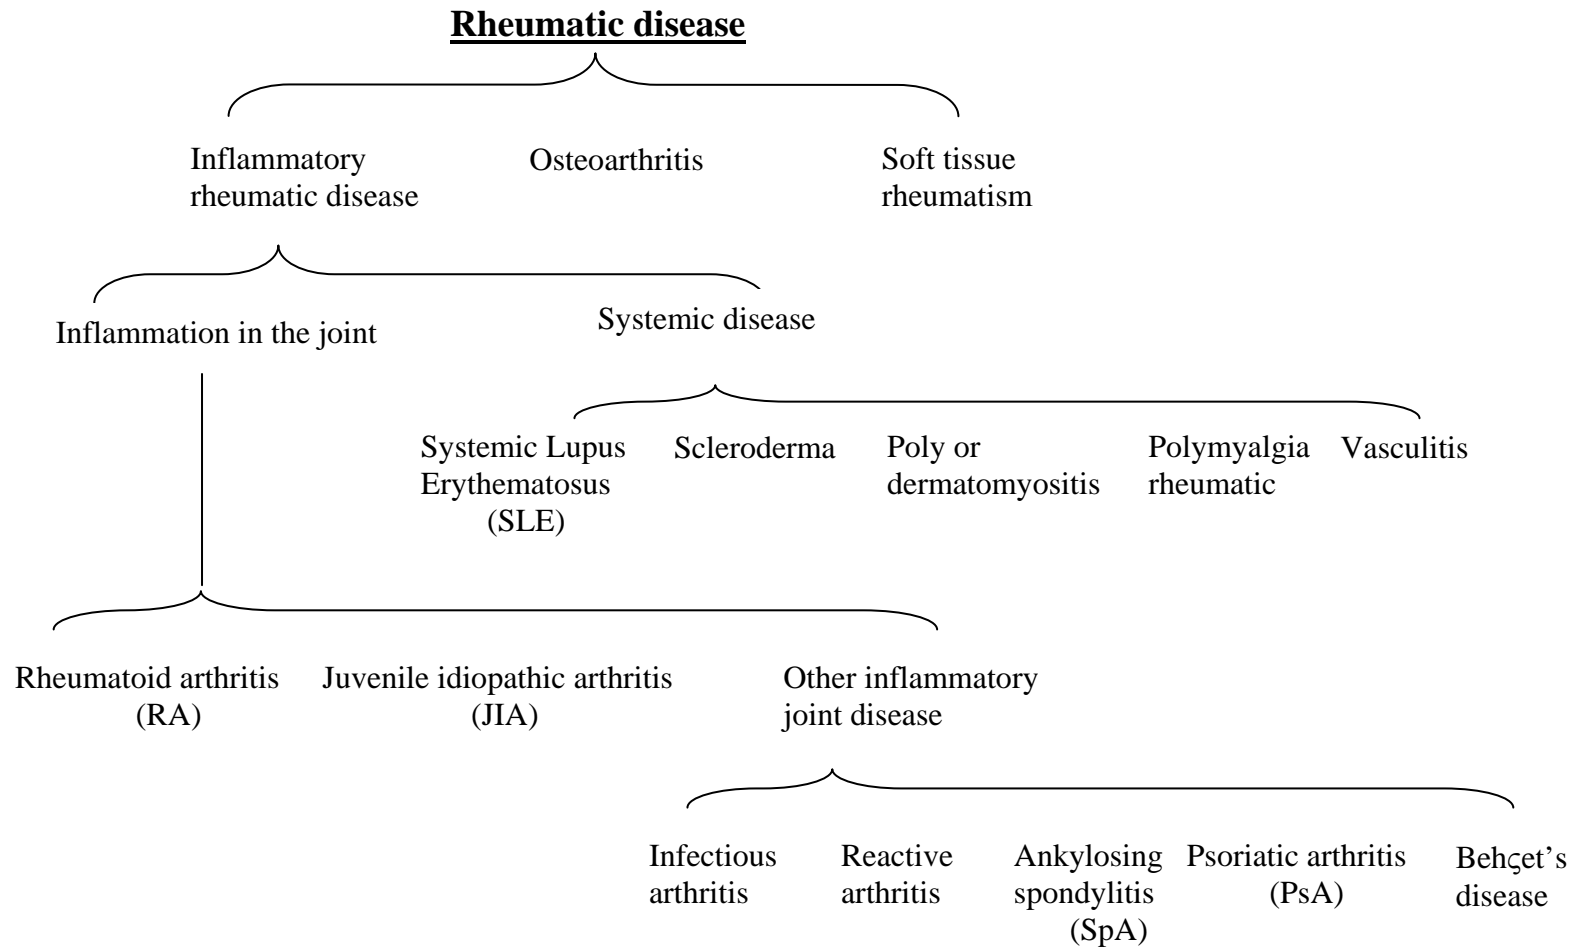 Rheumatic disease
Inflammatory
rheumatic disease
Osteoarthritis
Soft tissue
rheumatism
Inflammation in the joint
Systemic disease
Systemic Lupus
Erythematosus
(SLE)
Scleroderma
Poly or
dermatomyositis
Polymyalgia
rheumatic
Vasculitis
Rheumatoid arthritis
(RA)
Juvenile idiopathic arthritis
(JIA)
Other inflammatory
joint disease
Infectious
arthritis
Reactive
arthritis
Ankylosing
spondylitis
(SpA)
Psoriatic arthritis
(PsA)
Behςet’s
disease